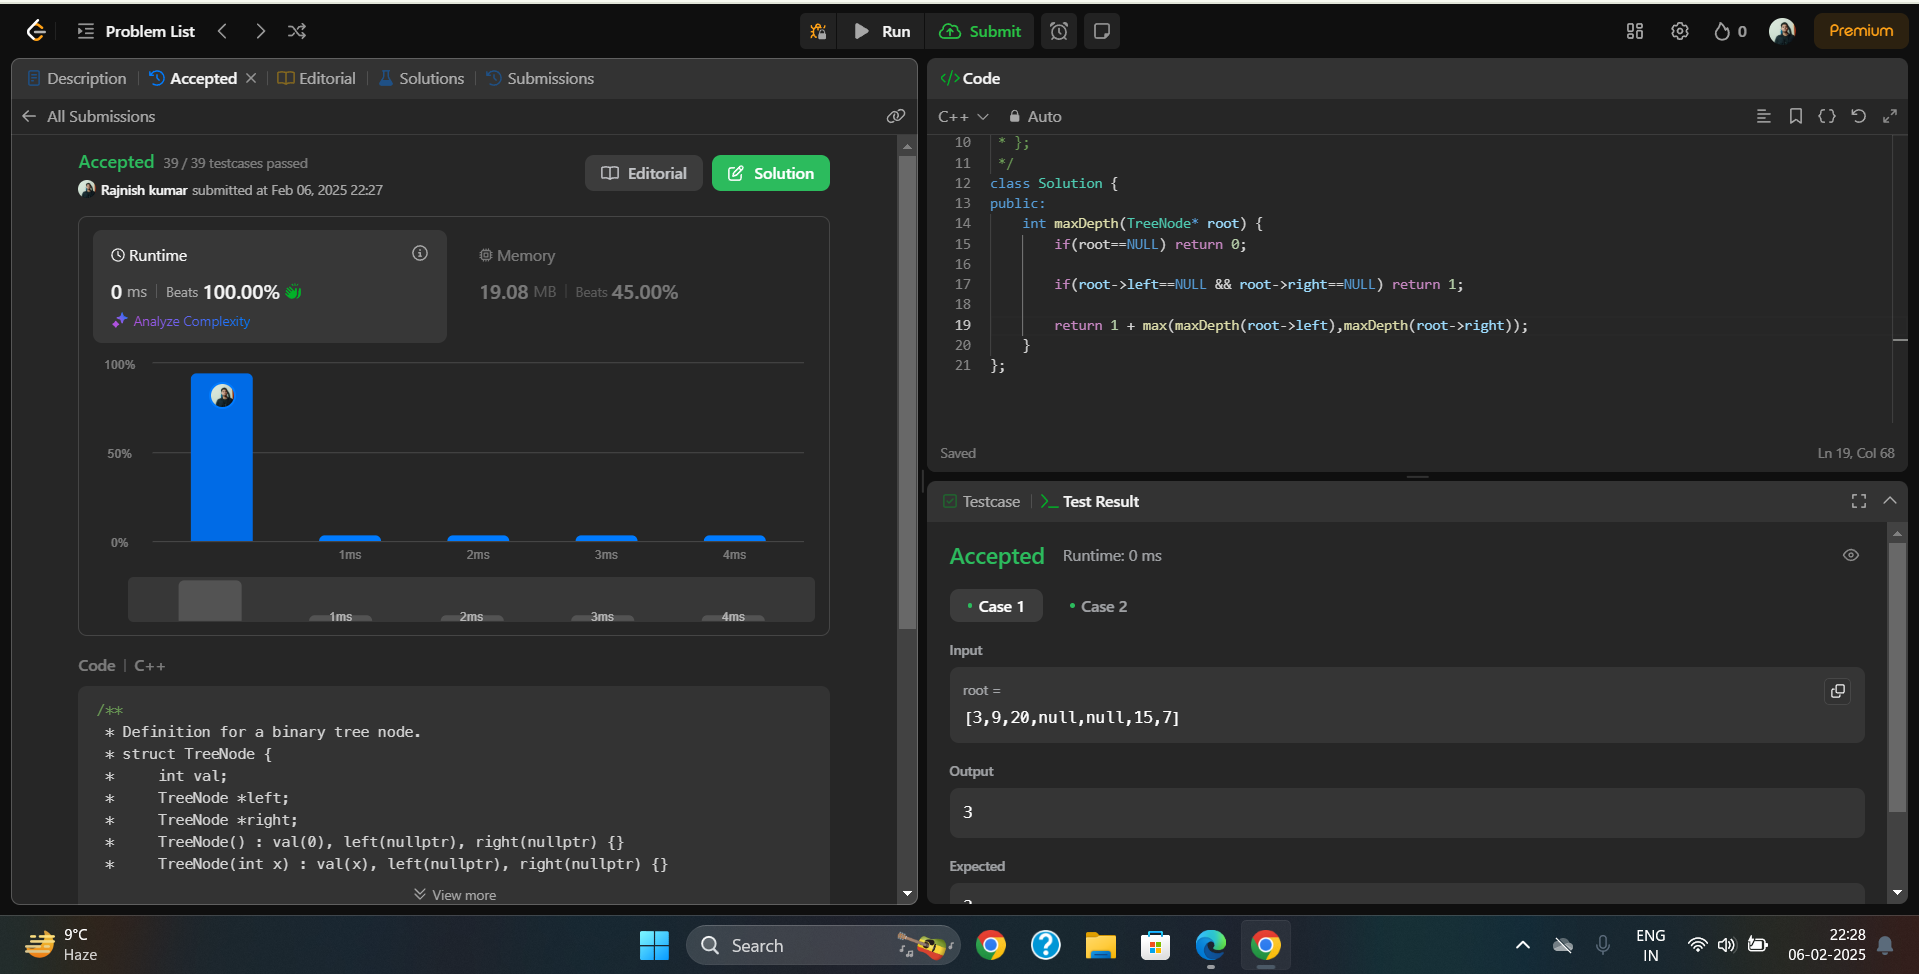 Problem List
Run
Submit
0
Premium
Description
Accepted
Editorial
Solutions
Submissions
All Submissions
Accepted 39 / 39 testcases passed
Rajnish kumar submitted at Feb 06, 2025 22:27
Editorial
Solution
Runtime
0 ms | Beats 100.00%
Analyze Complexity
Memory
19.08 MB | Beats 45.00%
100%
50%
0%
1ms 2ms 3ms 4ms
1ms 2ms 3ms 4ms
Code | C++
/**
 * Definition for a binary tree node.
 * struct TreeNode {
 *     int val;
 *     TreeNode *left;
 *     TreeNode *right;
 *     TreeNode() : val(0), left(nullptr), right(nullptr) {}
 *     TreeNode(int x) : val(x), left(nullptr), right(nullptr) {}
View more
</> Code
C++
Auto
10  * };
11  */
12 class Solution {
13 public:
14     int maxDepth(TreeNode* root) {
15         if(root==NULL) return 0;
16
17         if(root->left==NULL && root->right==NULL) return 1;
18
19         return 1 + max(maxDepth(root->left),maxDepth(root->right));
20     }
21 };
Saved
Ln 19, Col 68
Testcase
>_ Test Result
Accepted Runtime: 0 ms
• Case 1
• Case 2
Input
root =
[3,9,20,null,null,15,7]
Output
3
Expected
9°C
Haze
Search
ENG
IN
22:28
06-02-2025